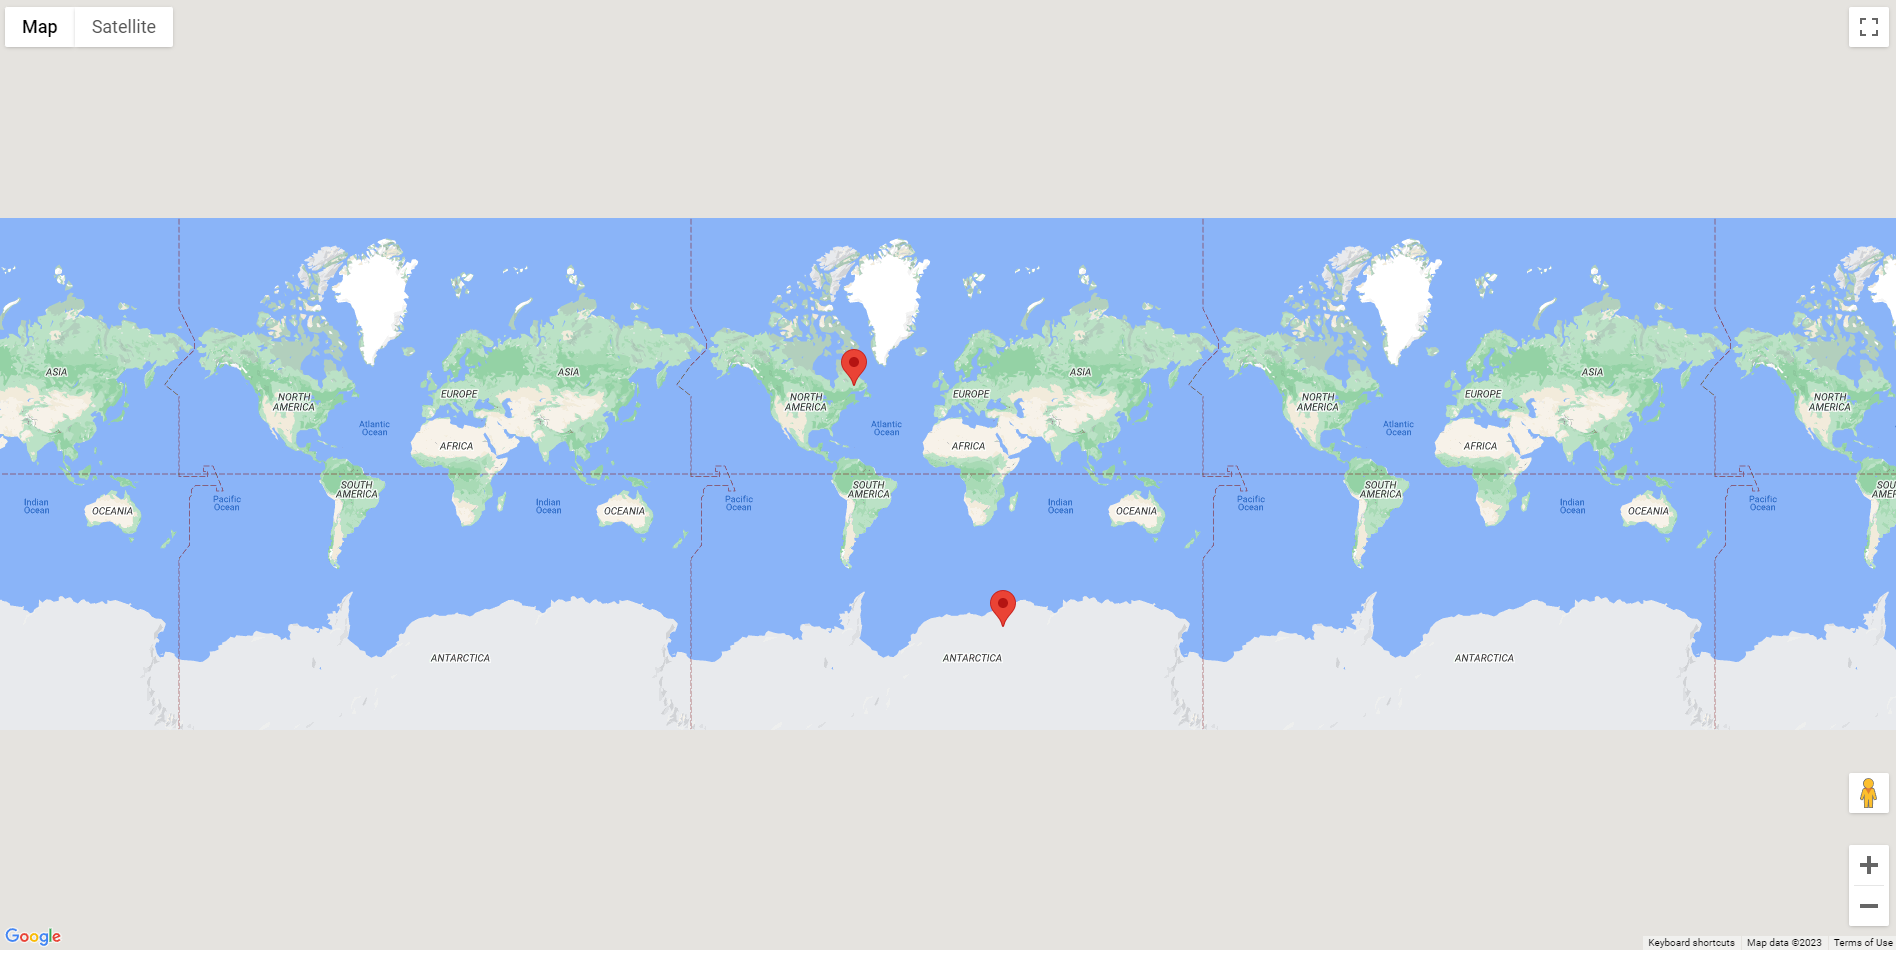 Map
Satellite
ASIA
NORTH
AMERICA
EUROPE
ASIA
NORTH
AMERICA
EUROPE
ASIA
NORTH
AMERICA
EUROPE
ASIA
NORTH
AMERICA
Atlantic
Ocean
Atlantic
Ocean
Atlantic
Ocean
AFRICA
AFRICA
AFRICA
SOUTH
AMERICA
SOUTH
AMERICA
SOUTH
AMERICA
SOU
AMER
Indian
Ocean
Pacific
Ocean
Indian
Ocean
Pacific
Ocean
Indian
Ocean
Pacific
Ocean
Indian
Ocean
Pacific
Ocean
OCEANIA
OCEANIA
OCEANIA
OCEANIA
ANTARCTICA
ANTARCTICA
ANTARCTICA
Google
Keyboard shortcuts
Map data ©2023
Terms of Use